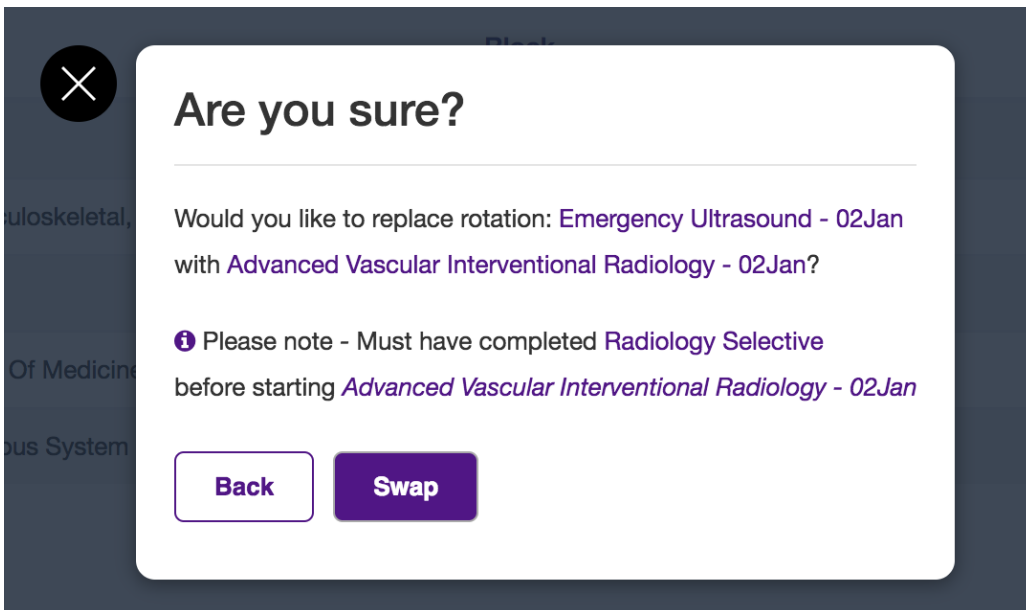 Block
Are you sure?
uloskeletal,
Would you like to replace rotation: Emergency Ultrasound - 02Jan
with Advanced Vascular Interventional Radiology - 02Jan?
Please note - Must have completed Radiology Selective
Of Medicine
before starting Advanced Vascular Interventional Radiology - 02Jan
ous System
Back Swap